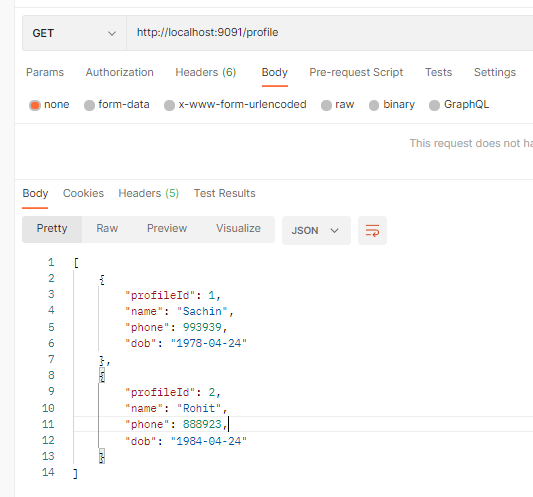 GET http://localhost:9091/profile
Params Authorization Headers (6) Body Pre-request Script Tests Settings
none form-data x-www-form-urlencoded raw binary GraphQL
This request does not ha
Body Cookies Headers (5) Test Results
Pretty Raw Preview Visualize JSON
1 [
2 {
3 "profileId": 1,
4 "name": "Sachin",
5 "phone": 993939,
6 "dob": "1978-04-24"
7 },
8 {
9 "profileId": 2,
10 "name": "Rohit",
11 "phone": 888923,
12 "dob": "1984-04-24"
13 }
14 ]